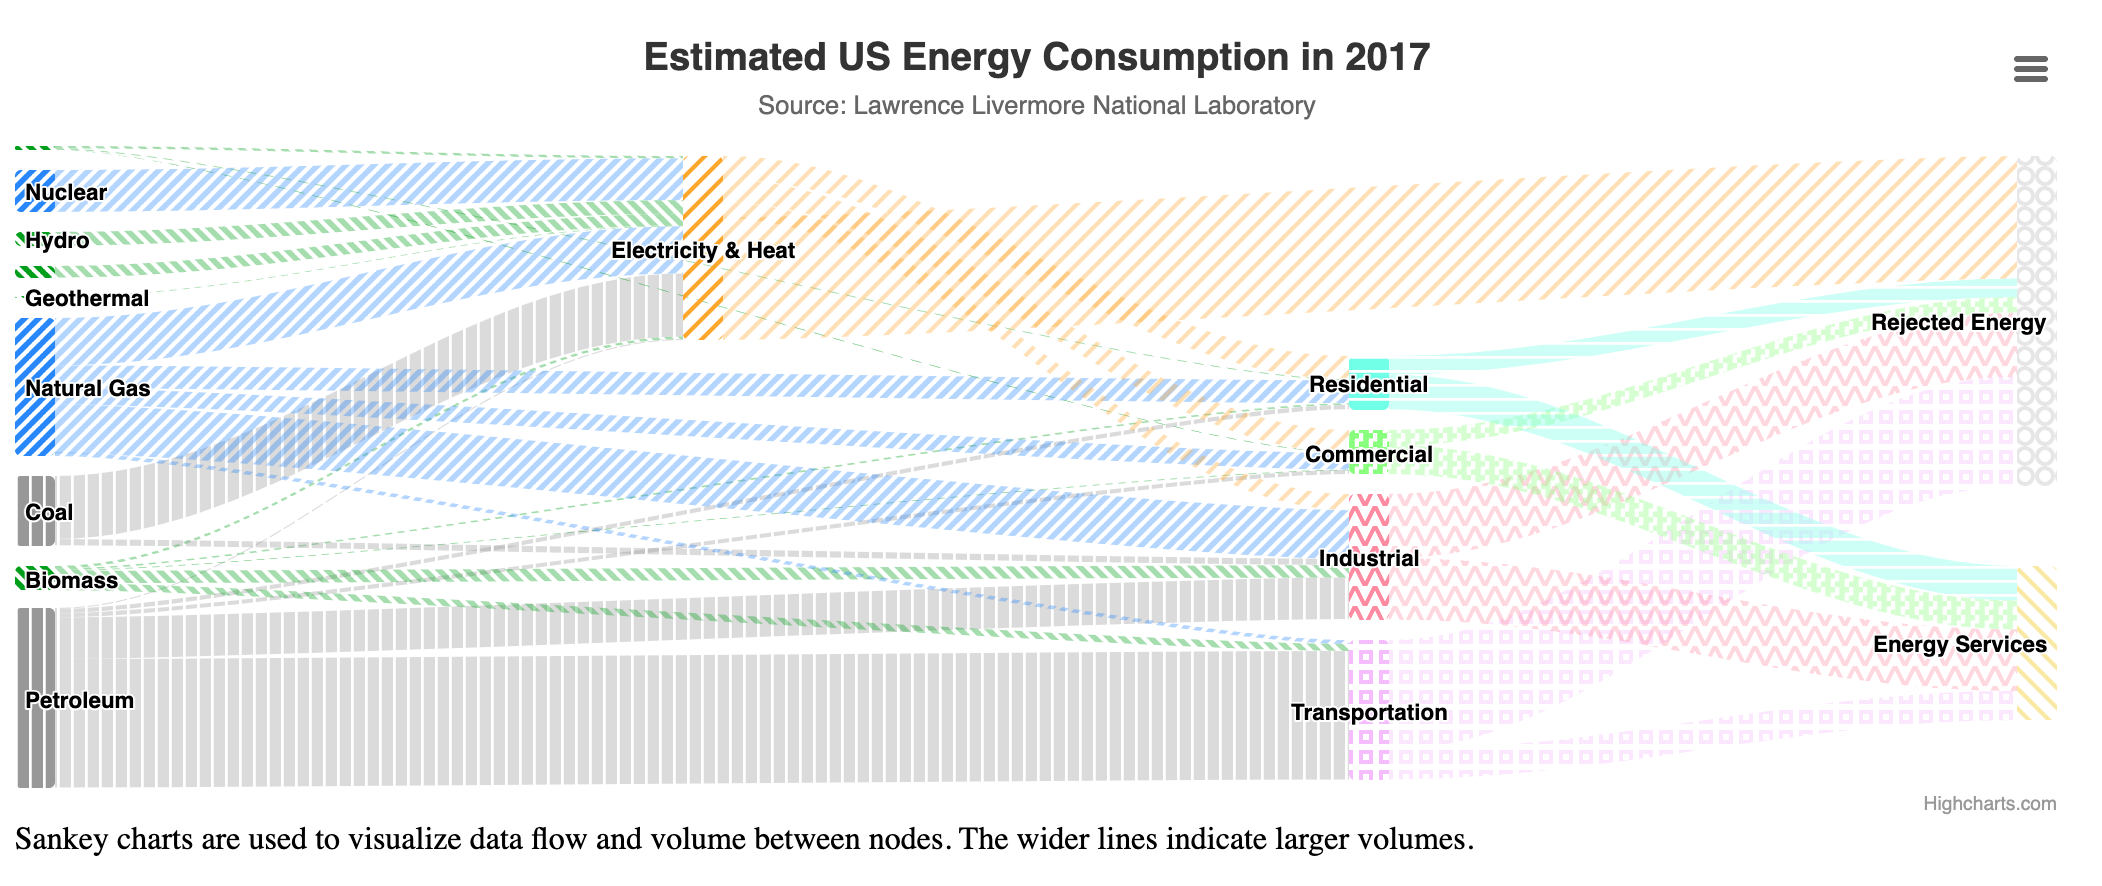 Estimated US Energy Consumption in 2017
Source: Lawrence Livermore National Laboratory
Nuclear
Hydro
Electricity & Heat
Geothermal
Rejected Energy
Natural Gas
Residential
Commercial
Coal
Industrial
Biomass
Energy Services
Petroleum
Transportation
Highcharts.com
Sankey charts are used to visualize data flow and volume between nodes. The wider lines indicate larger volumes.